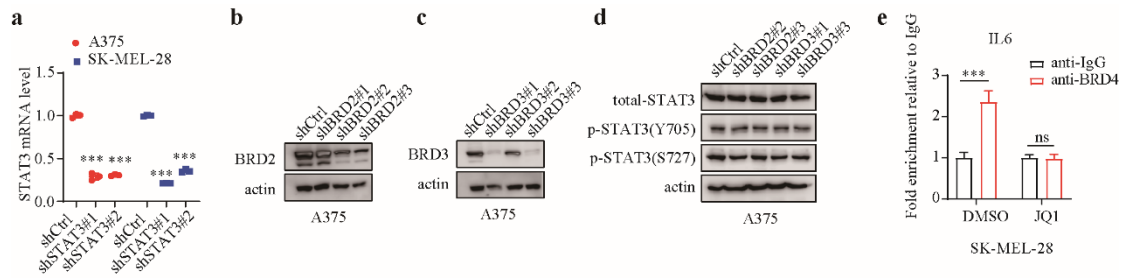 a
A375
SK-MEL-28
STAT3 mRNA level
1.5
1.0
0.5
0.0
***
***
***
***
shCtrl
shSTAT3#1
shSTAT3#2
shCtrl
shSTAT3#1
shSTAT3#2
b
shCtrl
shBRD2#1
shBRD2#2
shBRD2#3
BRD2
actin
A375
c
shCtrl
shBRD3#1
shBRD3#2
shBRD3#3
BRD3
actin
A375
d
shCtrl
shBRD2#2
shBRD2#3
shBRD3#1
shBRD3#3
total-STAT3
p-STAT3(Y705)
p-STAT3(S727)
actin
A375
e
IL6
anti-IgG
anti-BRD4
Fold enrichment relative to IgG
3
2
1
0
***
ns
DMSO
JQ1
SK-MEL-28